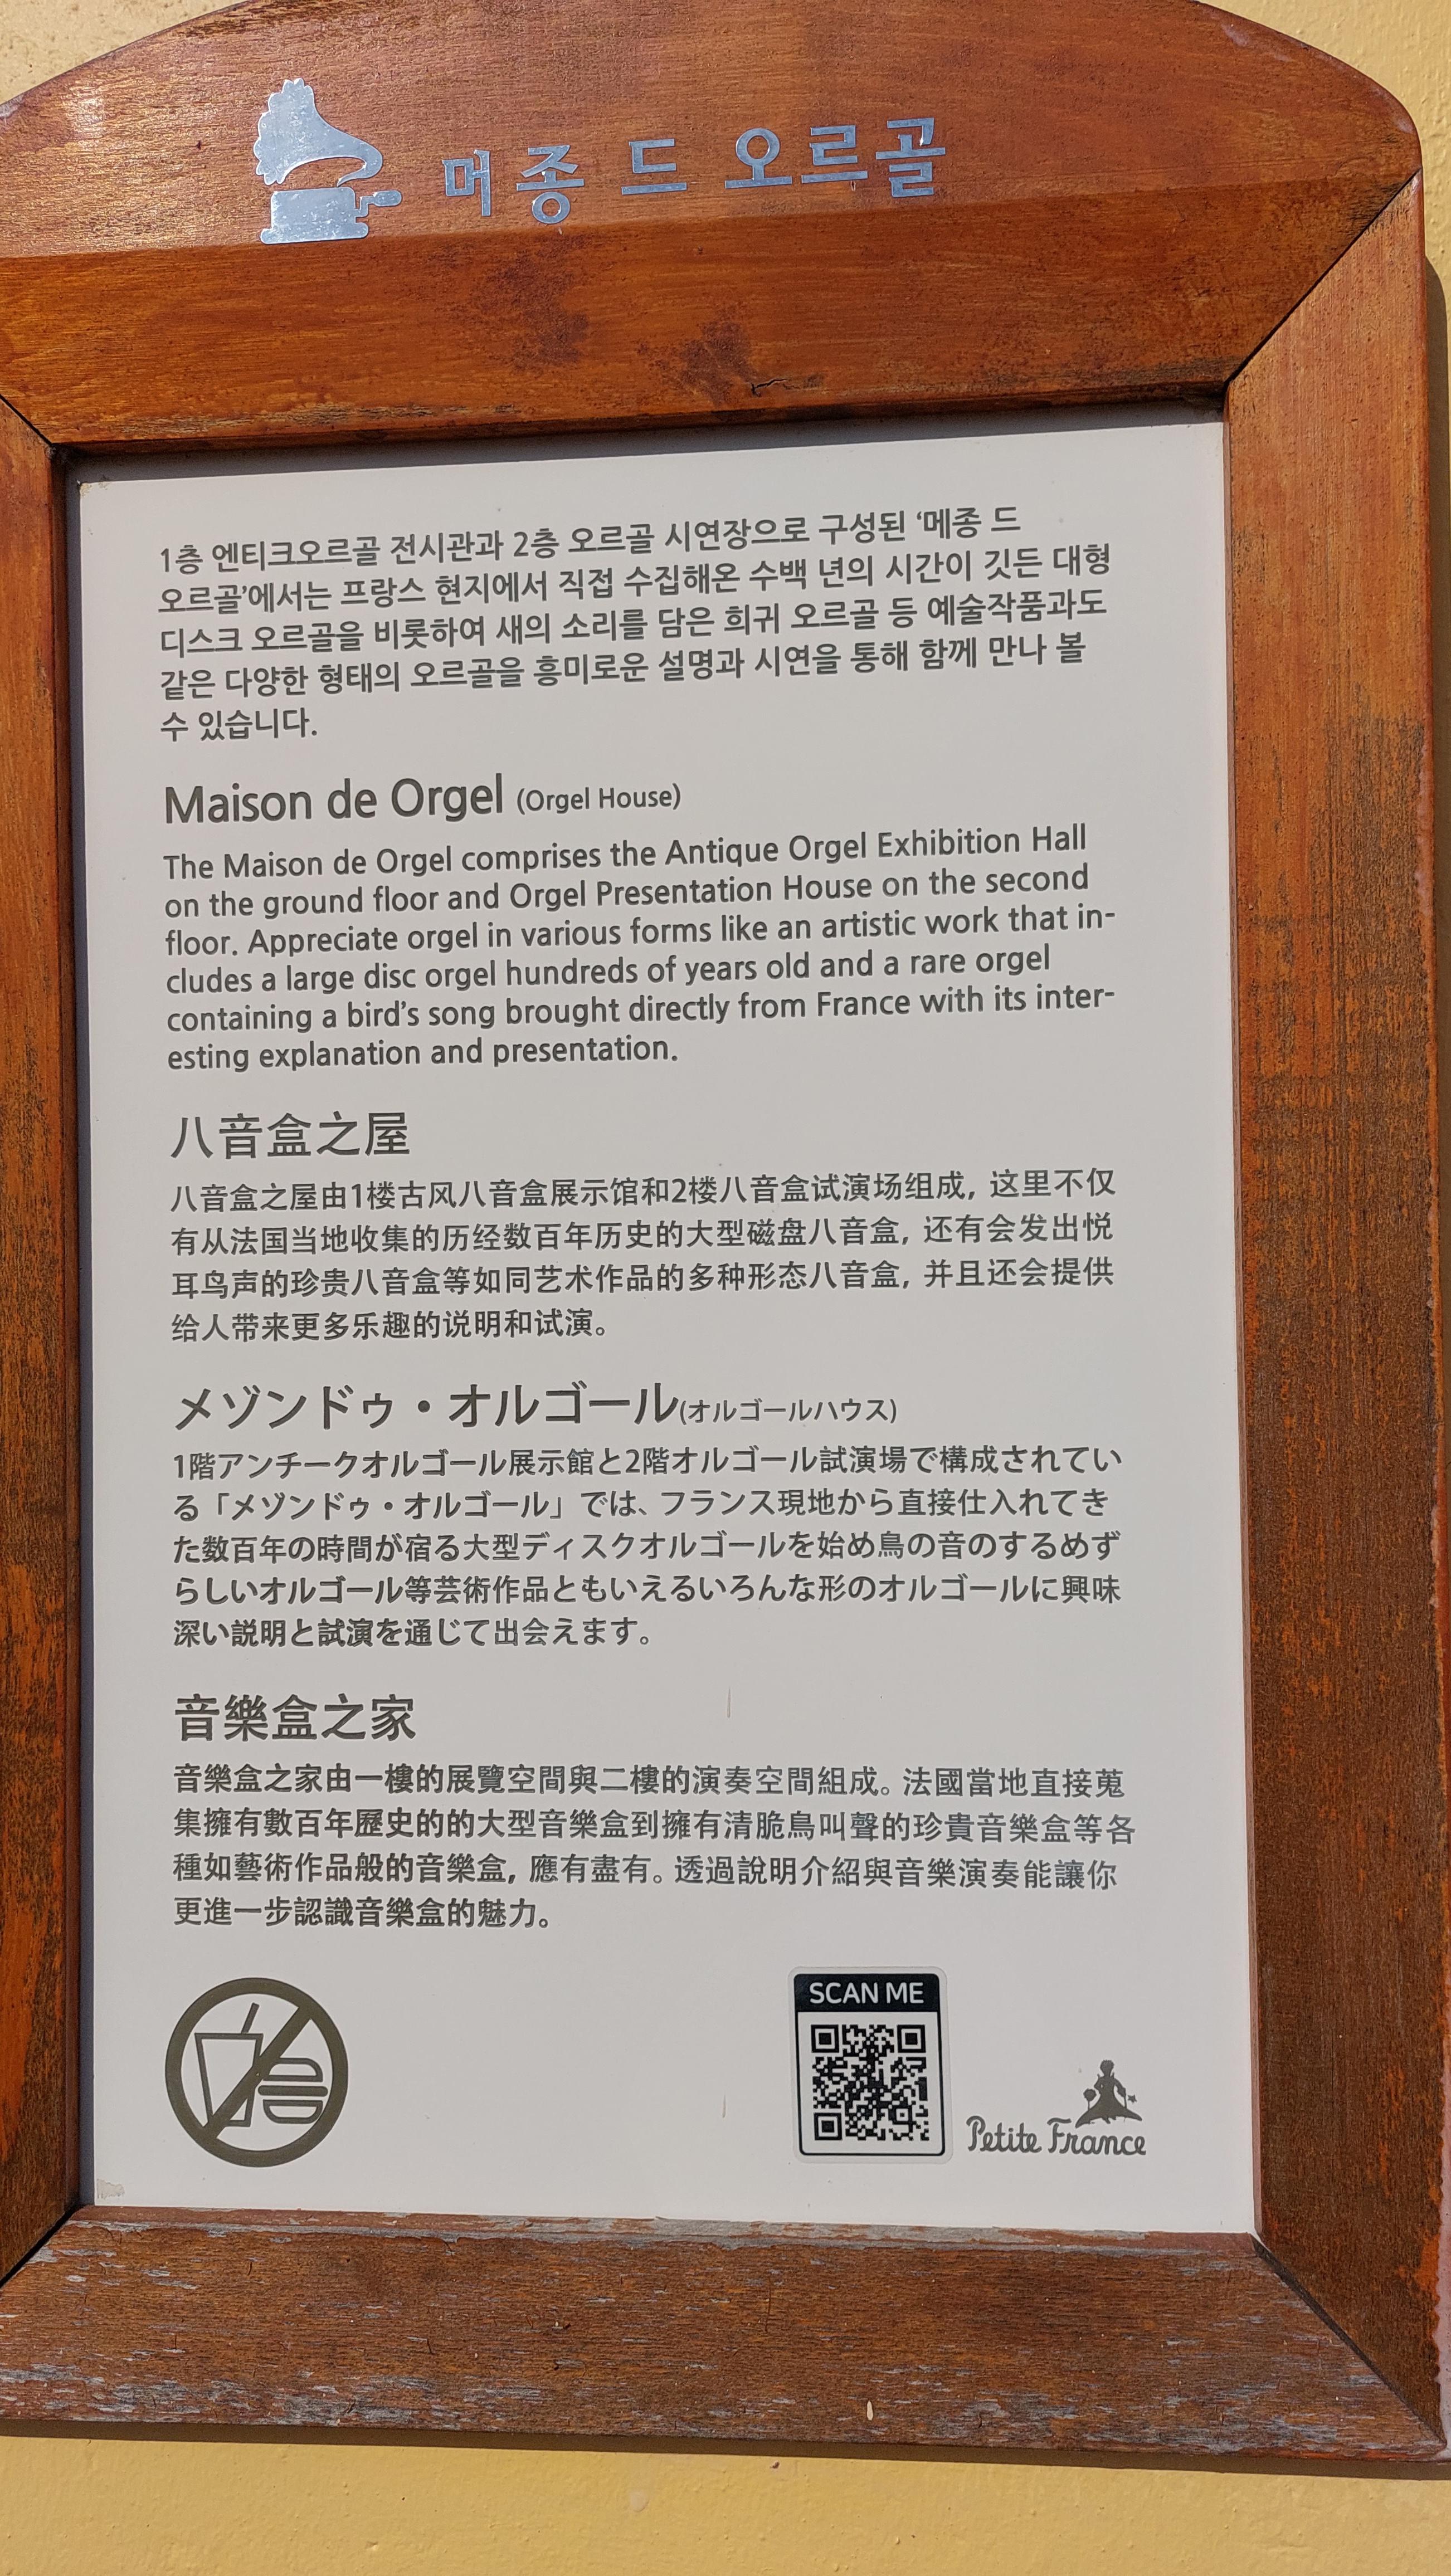 머종 드 오르골
1층 엔티크오르골 전시관과 2층 오르골 시연장으로 구성된 ‘메종 드
오르골’에서는 프랑스 현지에서 직접 수집해온 수백 년의 시간이 깃든 대형
디스크 오르골을 비롯하여 새의 소리를 담은 희귀 오르골 등 예술작품과도
같은 다양한 형태의 오르골을 흥미로운 설명과 시연을 통해 함께 만나 볼
수 있습니다.
Maison de Orgel (Orgel House)
The Maison de Orgel comprises the Antique Orgel Exhibition Hall
on the ground floor and Orgel Presentation House on the second
floor. Appreciate orgel in various forms like an artistic work that in-
cludes a large disc orgel hundreds of years old and a rare orgel
containing a bird’s song brought directly from France with its inter-
esting explanation and presentation.
八音盒之屋
八音盒之屋由1楼古风八音盒展示馆和2楼八音盒试演场组成, 这里不仅
有从法国当地收集的历经数百年历史的大型磁盘八音盒, 还有会发出悦
耳鸟声的珍贵八音盒等如同艺术作品的多种形态八音盒, 并且还会提供
给人带来更多乐趣的说明和试演。
メゾンドゥ・オルゴール(オルゴールハウス)
1階アンチークオルゴール展示館と2階オルゴール試演場で構成されてい
る「メゾンドゥ・オルゴール」では、フランス現地から直接仕入れてき
た数百年の時間が宿る大型ディスクオルゴールを始め鳥の音のするめず
らしいオルゴール等芸術作品ともいえるいろんな形のオルゴールに興味
深い説明と試演を通じて出会えます。
音樂盒之家
音樂盒之家由一樓的展覽空間與二樓的演奏空間組成。法國當地直接蒐
集擁有數百年歷史的的大型音樂盒到擁有清脆鳥叫聲的珍貴音樂盒等各
種如藝術作品般的音樂盒, 應有盡有。透過說明介紹與音樂演奏能讓你
更進一步認識音樂盒的魅力。
SCAN ME
Petite France